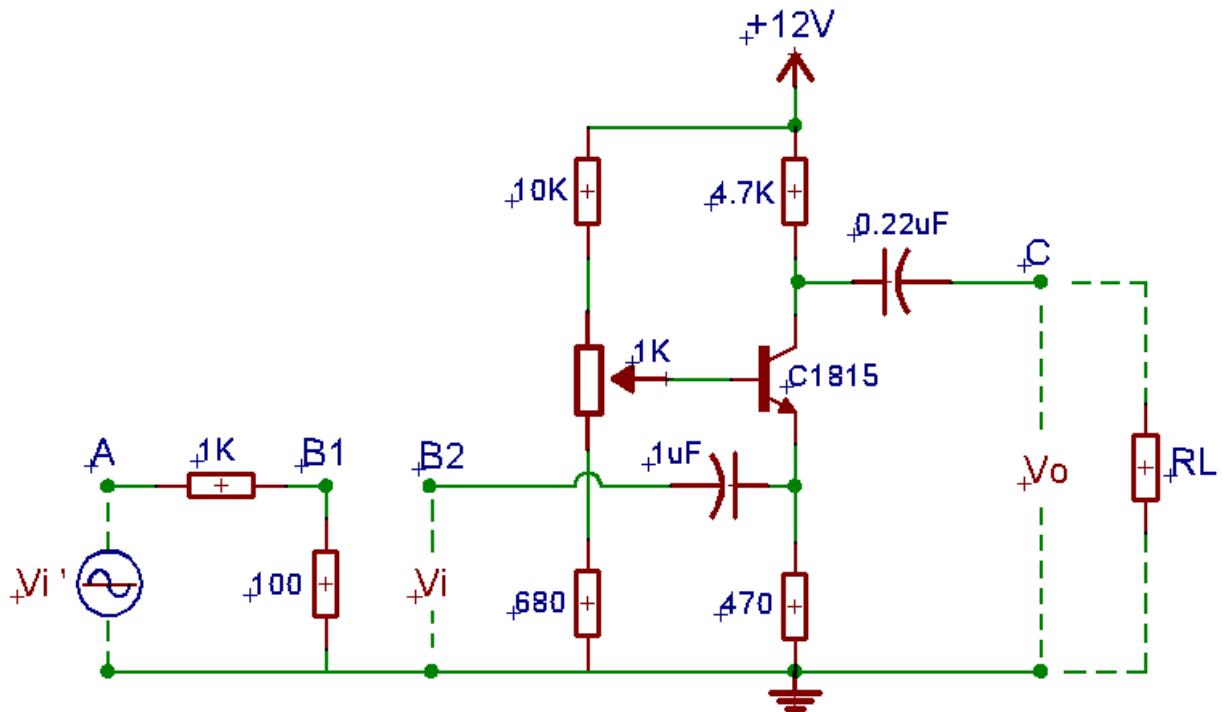 +12V
10K
4.7K
0.22uF
C
1K
C1815
A
1K
B1
B2
1uF
Vo
RL
Vi '
100
Vi
680
470